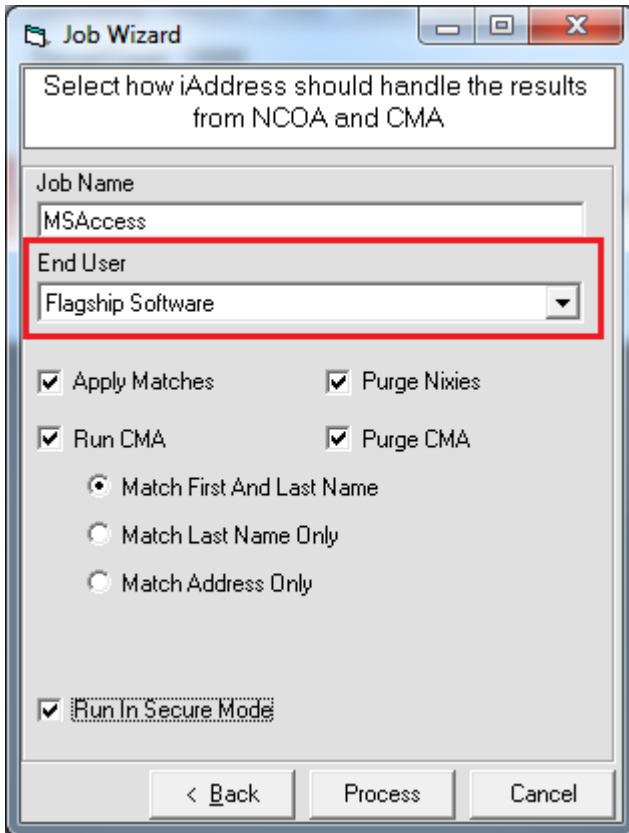 Job Wizard
Select how iAddress should handle the results
from NCOA and CMA
Job Name
MSAccess
End User
Flagship Software
Apply Matches
Purge Nixies
Run CMA
Purge CMA
Match First And Last Name
Match Last Name Only
Match Address Only
Run In Secure Mode
< Back
Process
Cancel